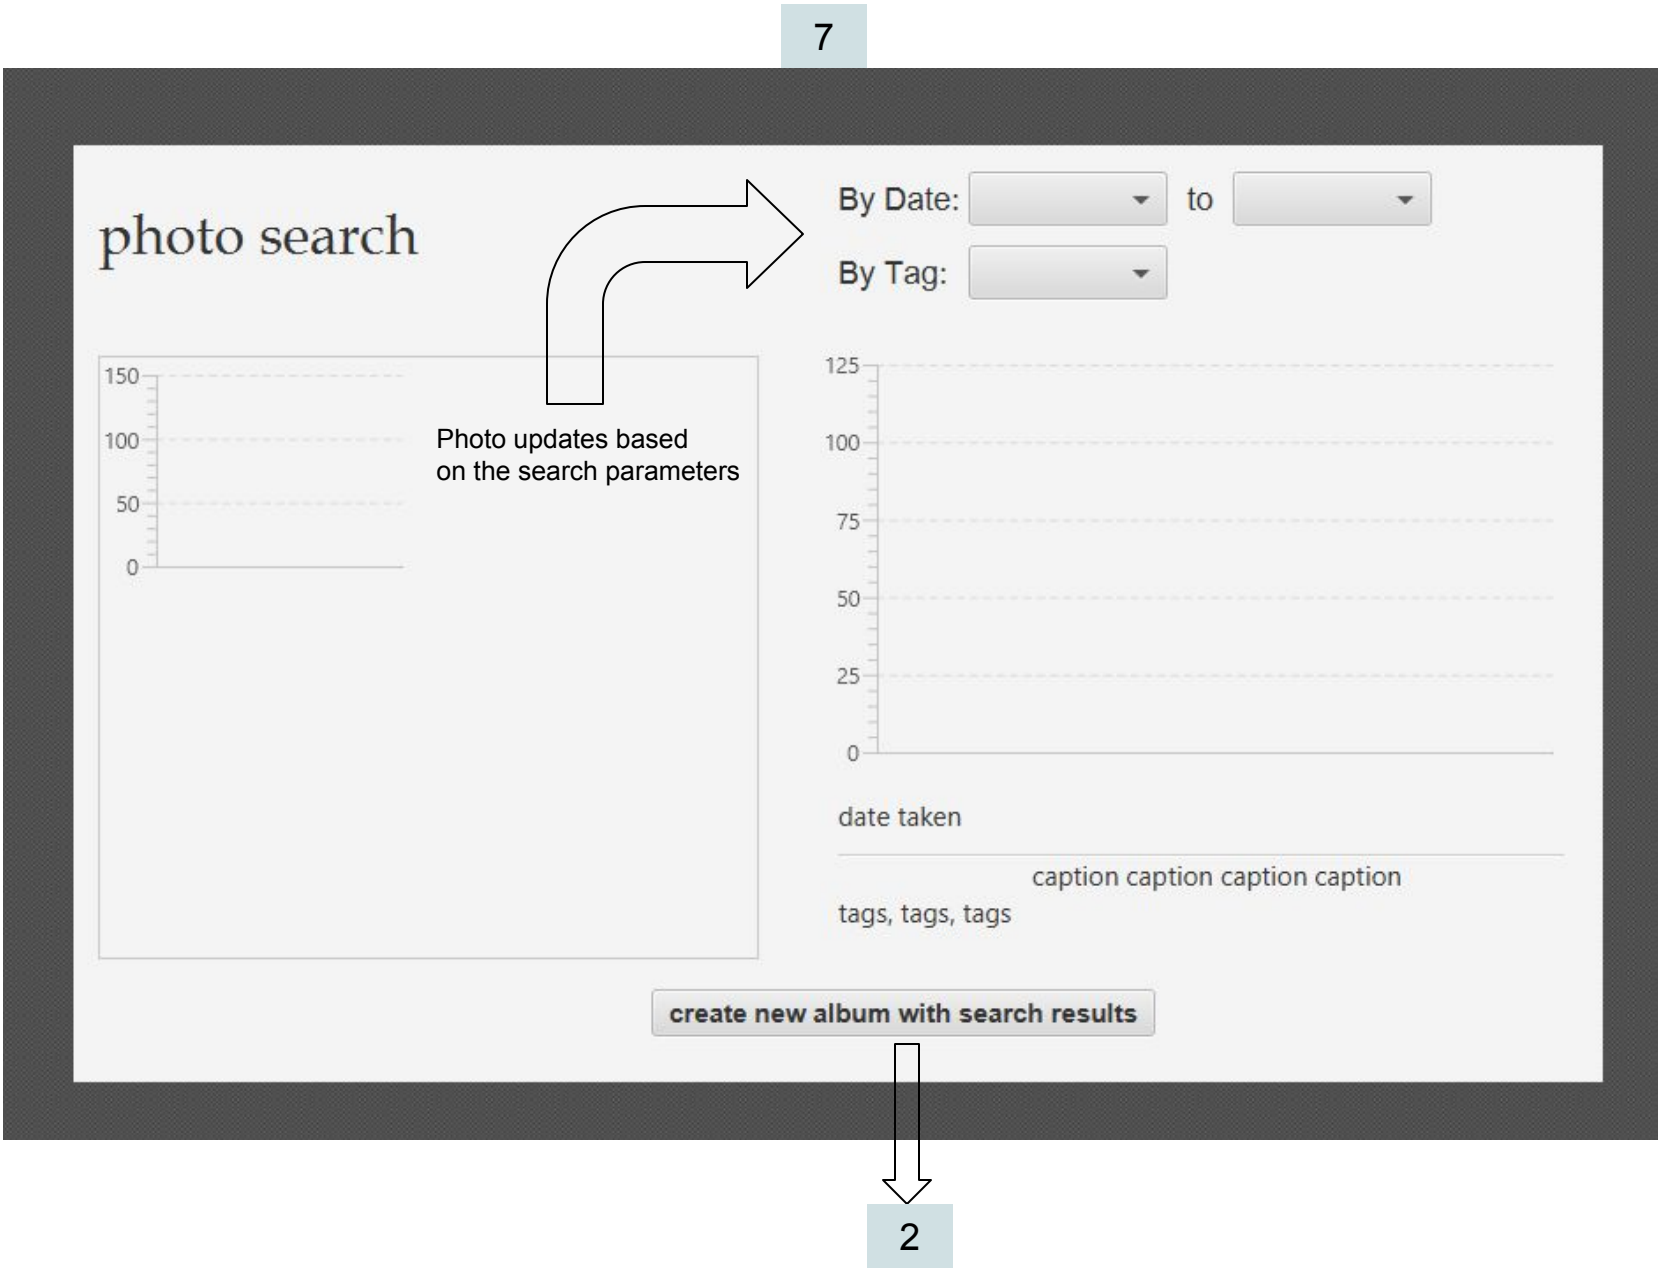 7
photo search
By Date:
to
By Tag:
150
100
50
0
Photo updates based
on the search parameters
125
100
75
50
25
0
date taken
caption caption caption caption
tags, tags, tags
create new album with search results
2